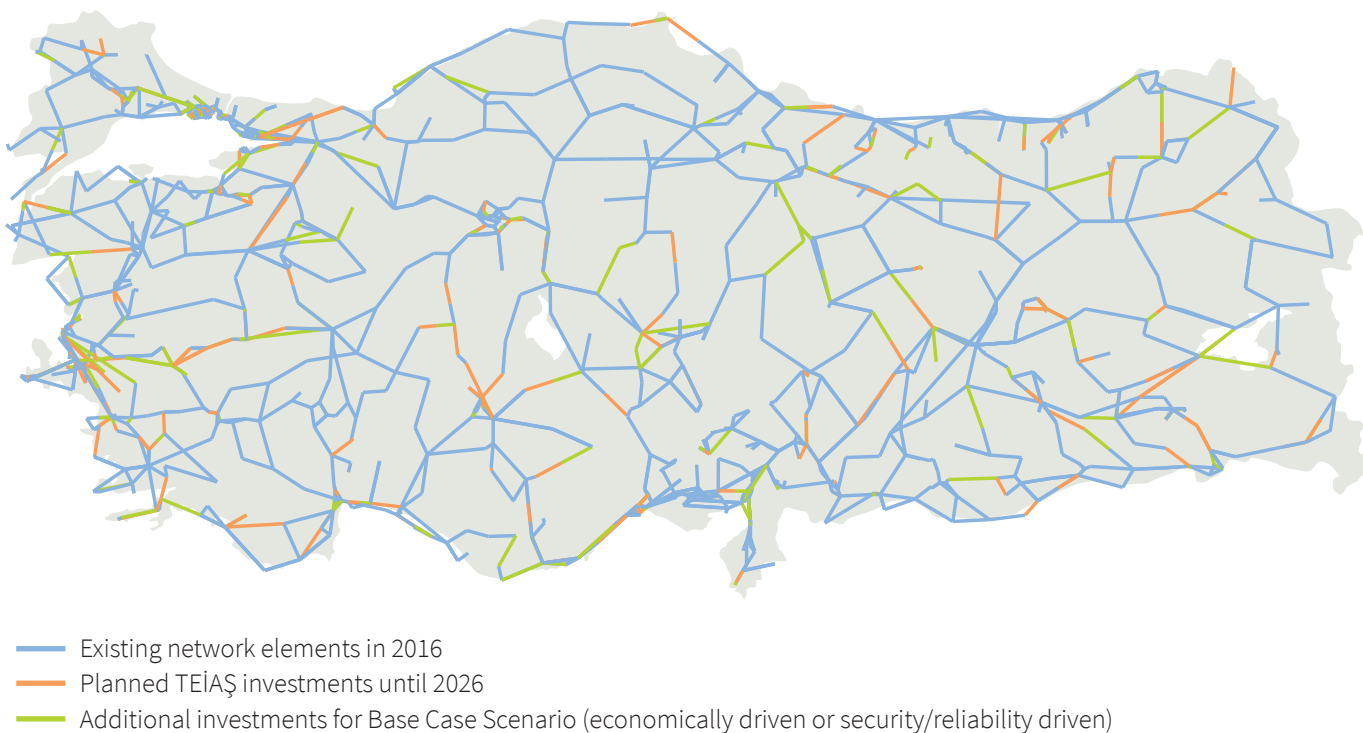 Existing network elements in 2016
Planned TEİAŞ investments until 2026
Additional investments for Base Case Scenario (economically driven or security/reliability driven)